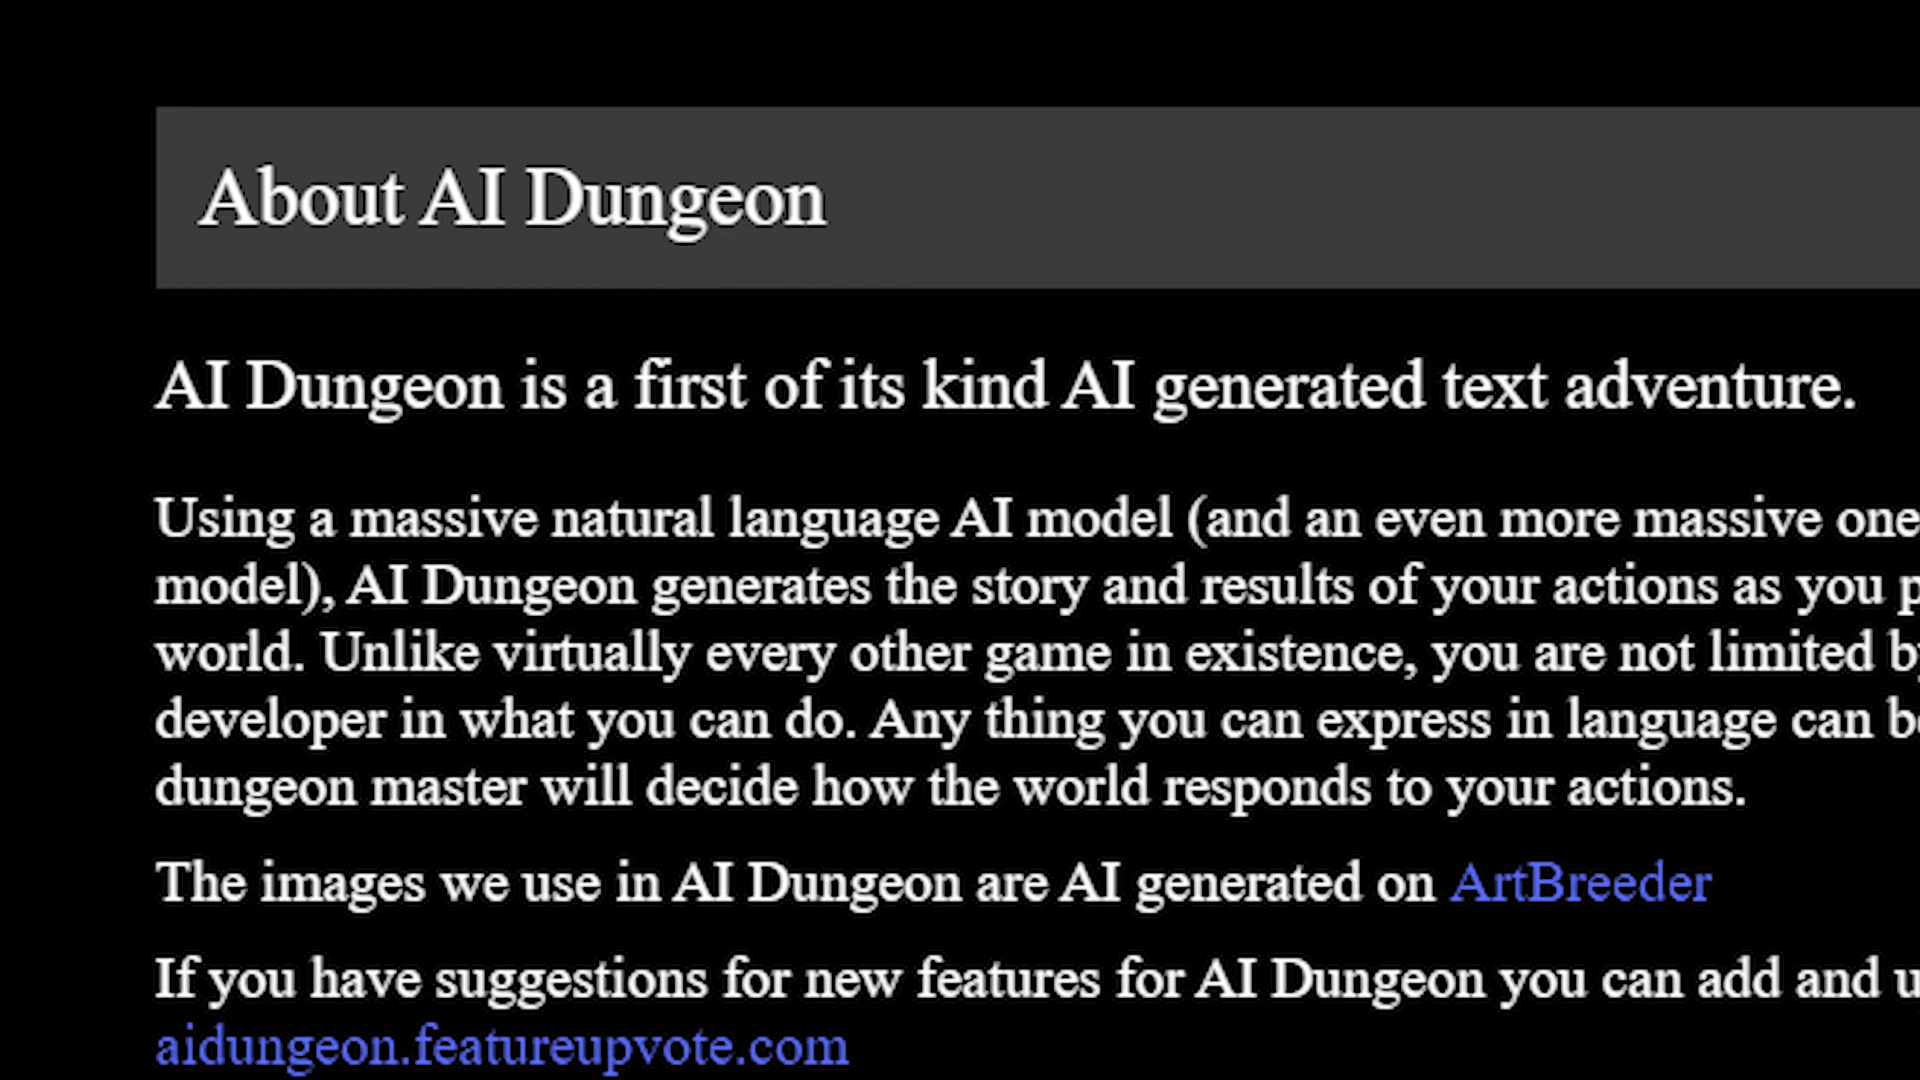 About AI Dungeon
AI Dungeon is a first of its kind AI generated text adventure.
Using a massive natural language AI model (and an even more massive one
model), AI Dungeon generates the story and results of your actions as you
world. Unlike virtually every other game in existence, you are not limited
developer in what you can do. Any thing you can express in language can
dungeon master will decide how the world responds to your actions.
The images we use in AI Dungeon are AI generated on ArtBreeder
If you have suggestions for new features for AI Dungeon you can add and
aidungeon.featureupvote.com